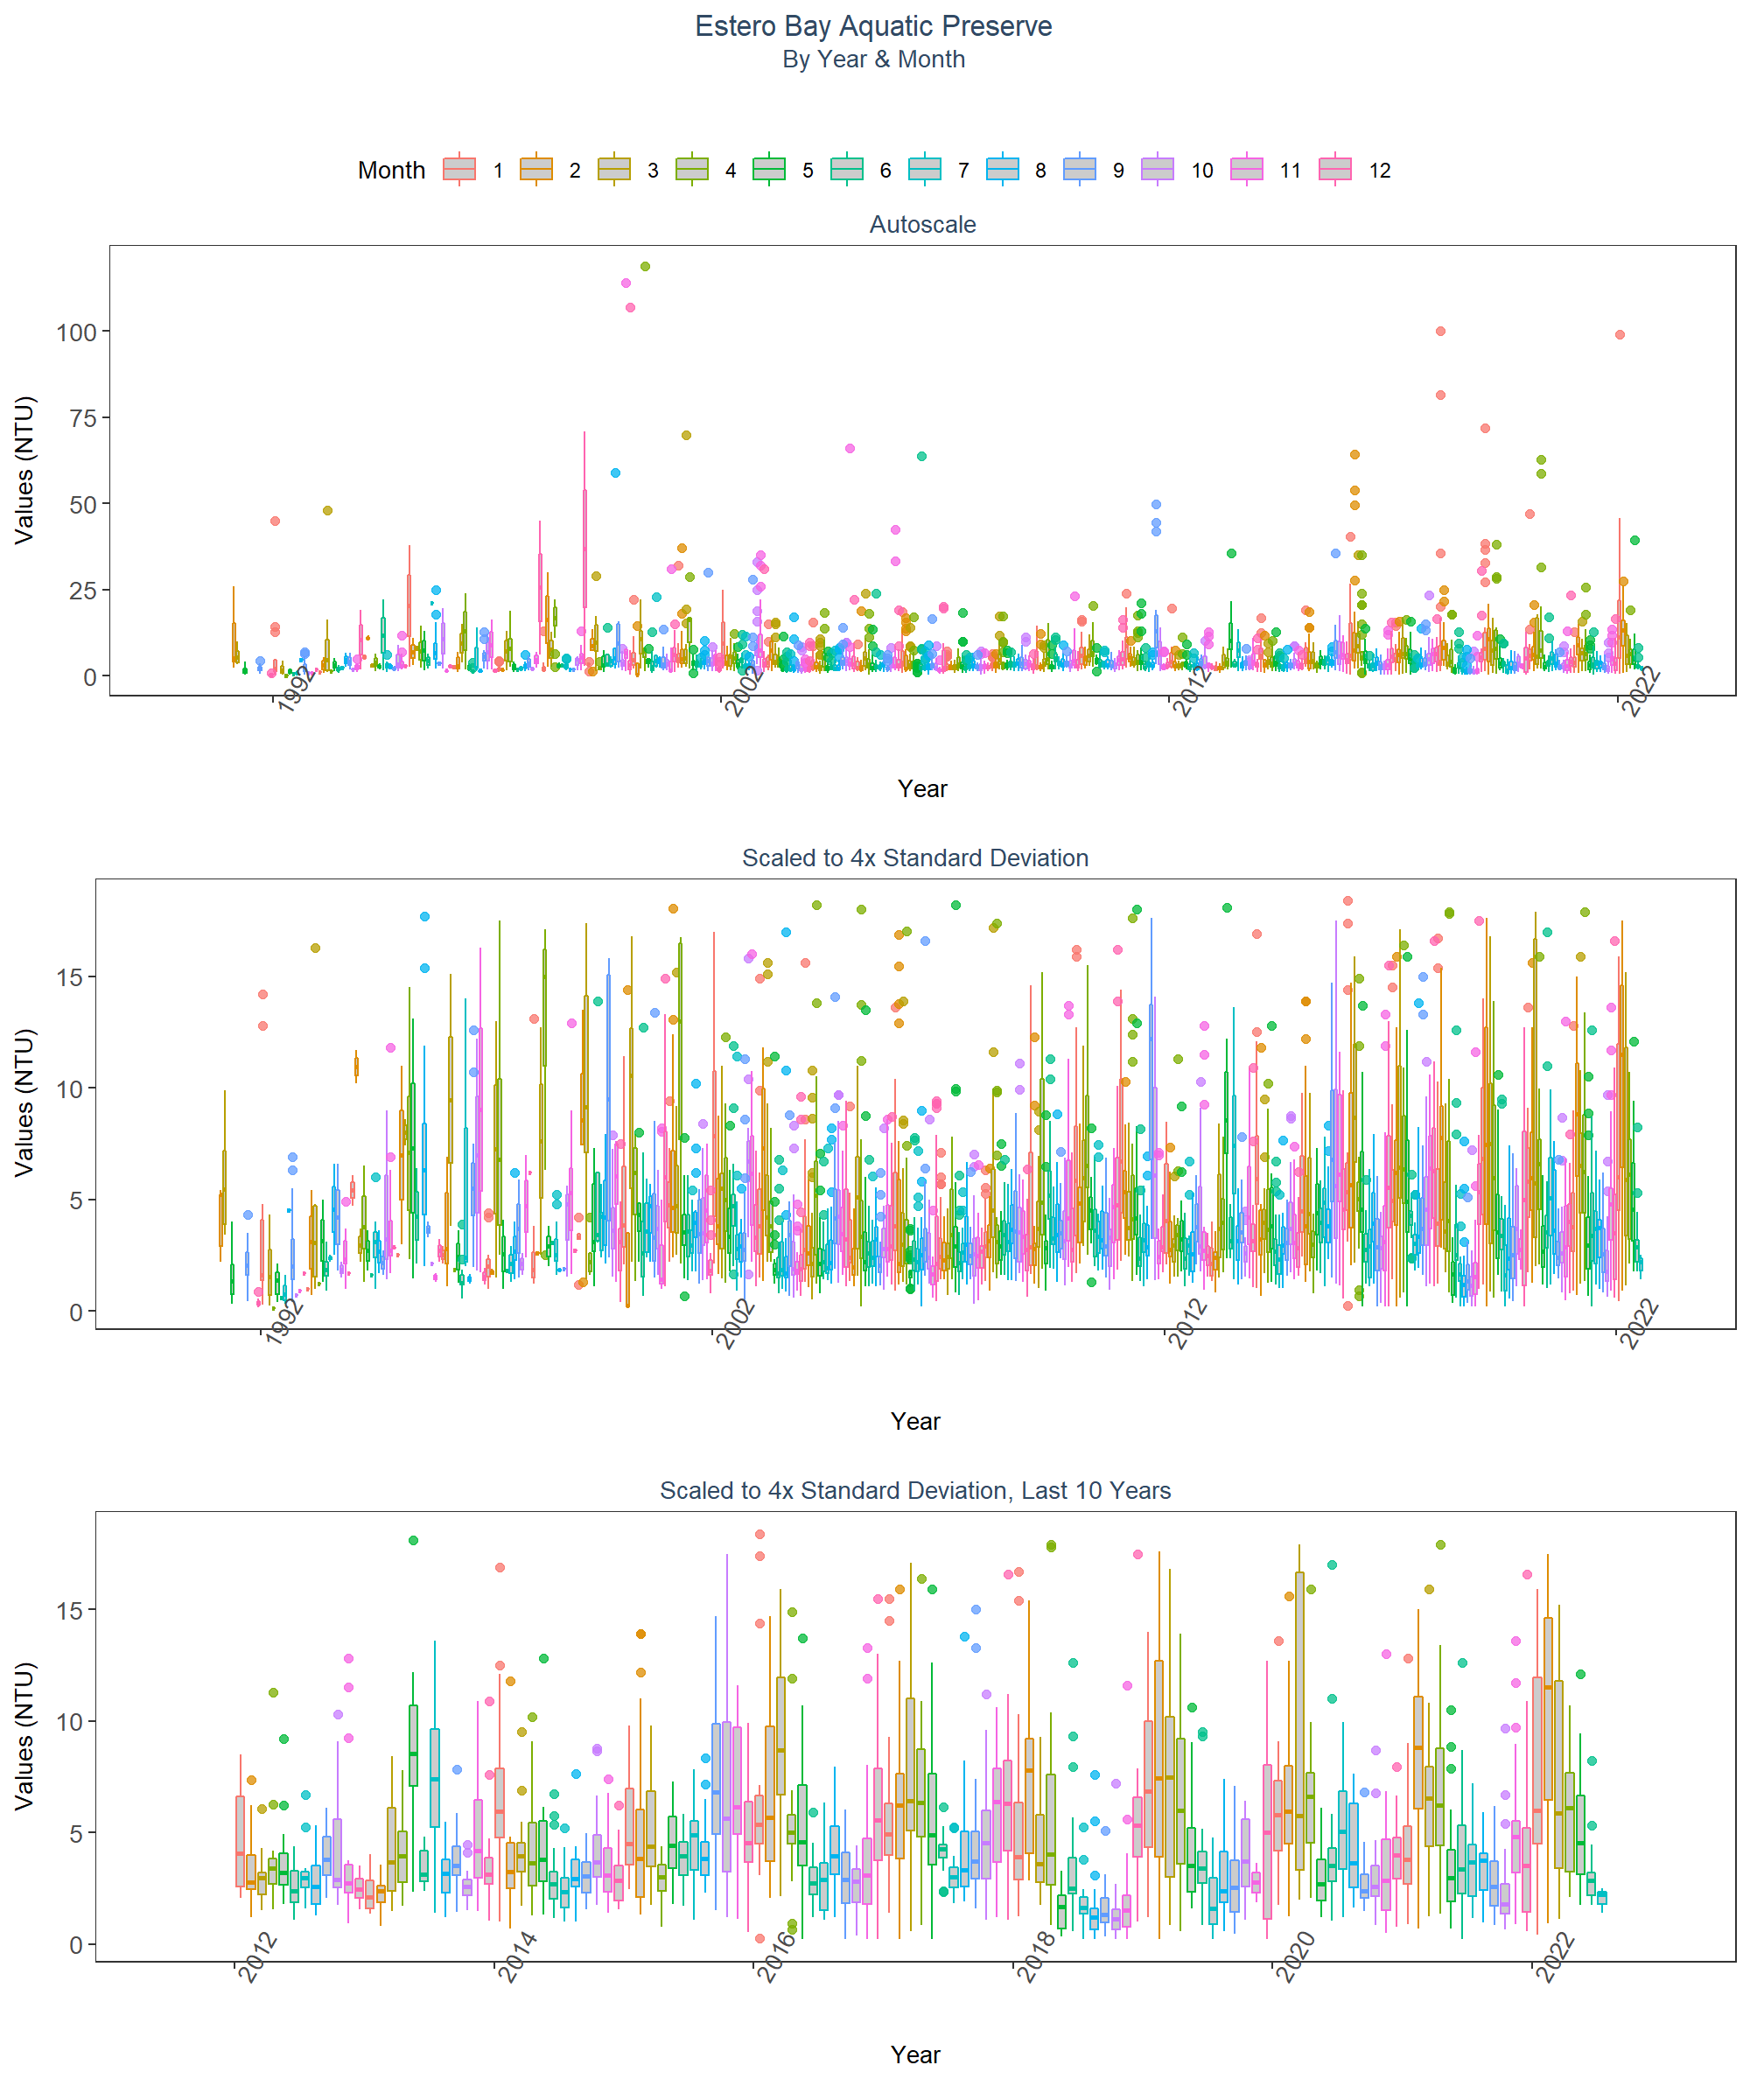 Estero Bay Aquatic Preserve
By Year & Month
Month 1 2 3 4 5 6 7 8 9 10 11 12
Autoscale
Values (NTU)
100
75
50
25
0
1992 2002 2012 2022
Year
Scaled to 4x Standard Deviation
Values (NTU)
15
10
5
0
1992 2002 2012 2022
Year
Scaled to 4x Standard Deviation, Last 10 Years
Values (NTU)
15
10
5
0
2012 2014 2016 2018 2020 2022
Year